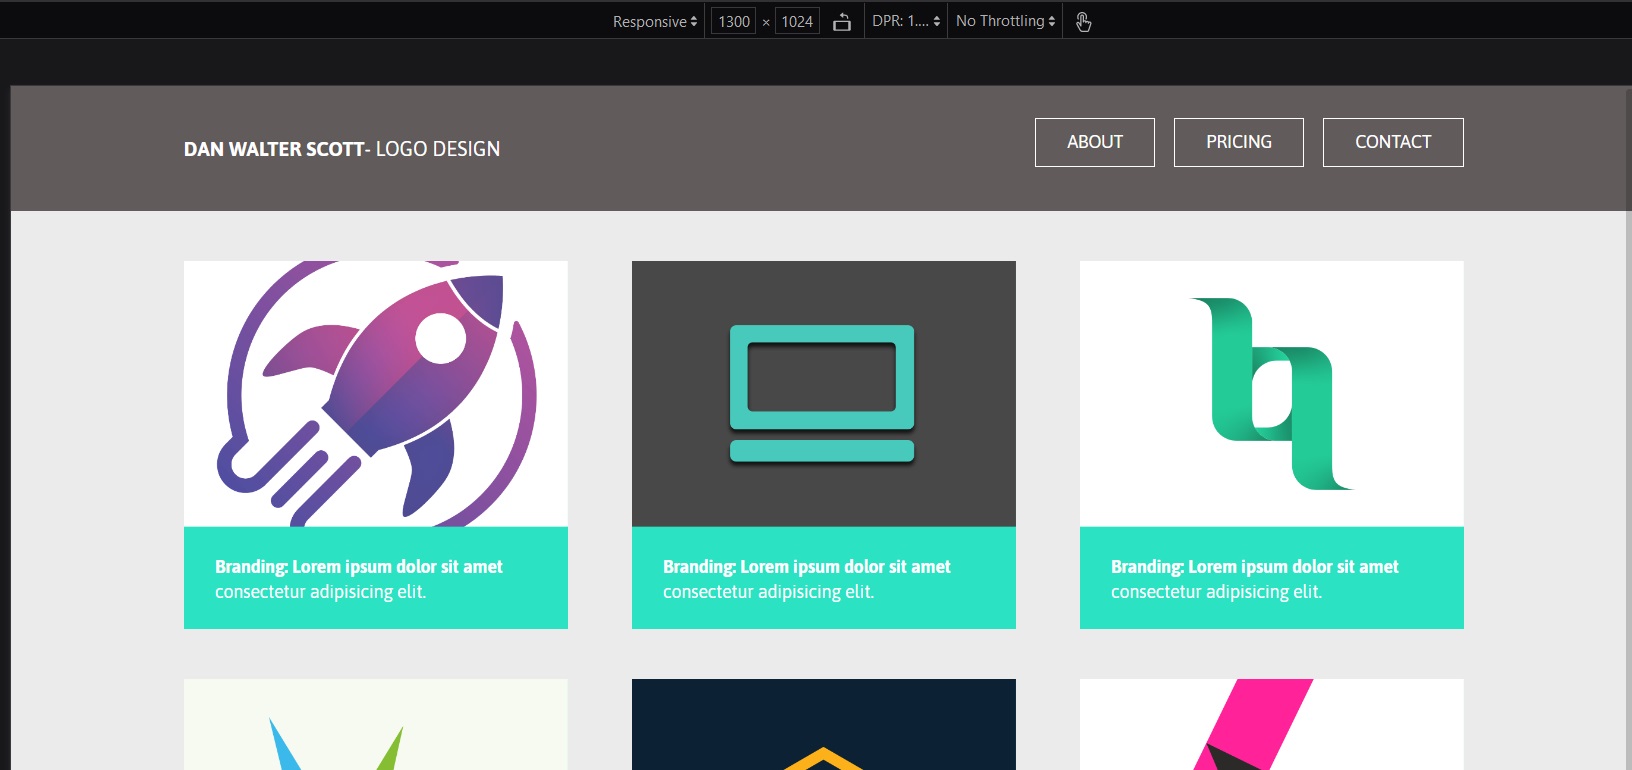 Responsive 1300 × 1024 DPR: 1.... No Throttling
DAN WALTER SCOTT- LOGO DESIGN
ABOUT PRICING CONTACT
Branding: Lorem ipsum dolor sit amet
consectetur adipisicing elit.
Branding: Lorem ipsum dolor sit amet
consectetur adipisicing elit.
Branding: Lorem ipsum dolor sit amet
consectetur adipisicing elit.